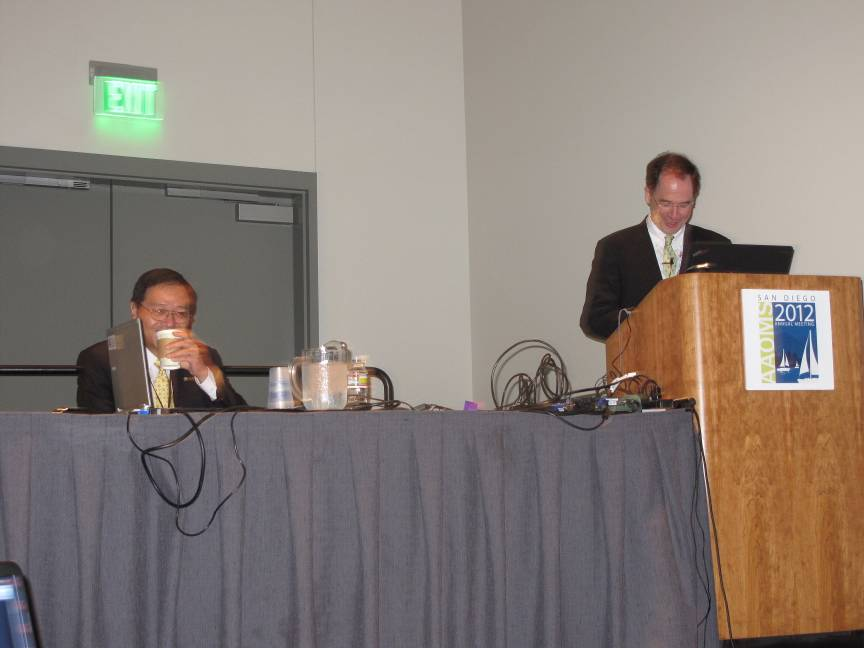 EXIT
SAN DIEGO
2012
ANNUAL MEETING
AAOMS